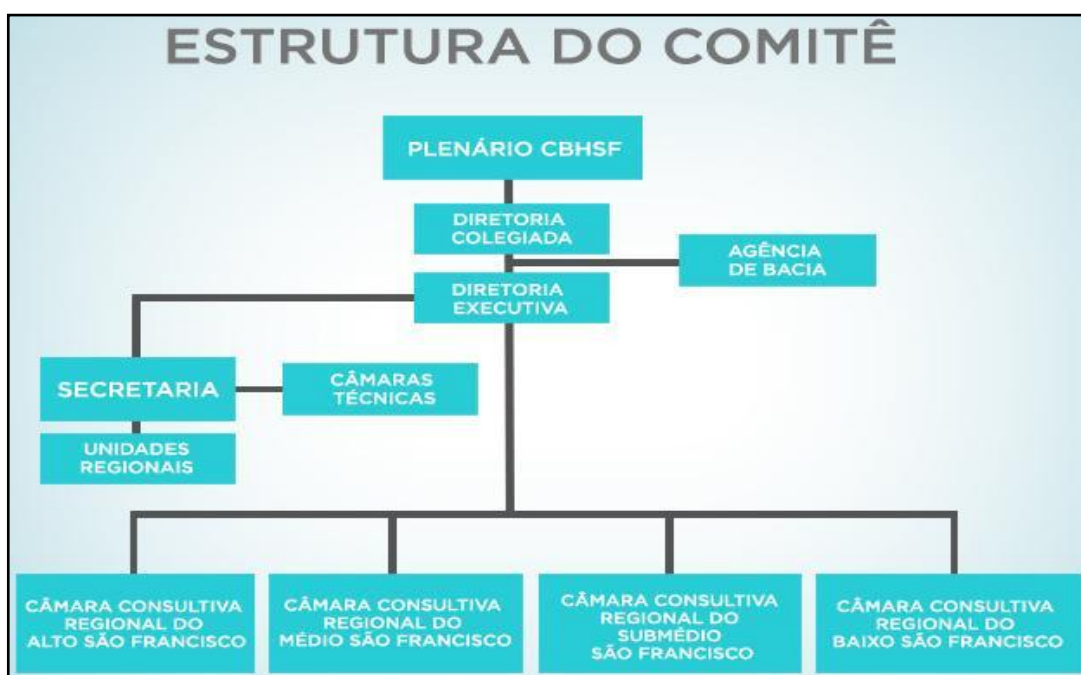 ESTRUTURA DO COMITÊ
PLENÁRIO CBHSF
DIRETORIA
COLEGIADA
AGÊNCIA
DE BACIA
DIRETORIA
EXECUTIVA
SECRETARIA
CÂMARAS
TÉCNICAS
UNIDADES
REGIONAIS
CÂMARA CONSULTIVA
REGIONAL DO
ALTO SÃO FRANCISCO
CÂMARA CONSULTIVA
REGIONAL DO
MÉDIO SÃO FRANCISCO
CÂMARA CONSULTIVA
REGIONAL DO
SUBMÉDIO
SÃO FRANCISCO
CÂMARA CONSULTIVA
REGIONAL DO
BAIXO SÃO FRANCISCO